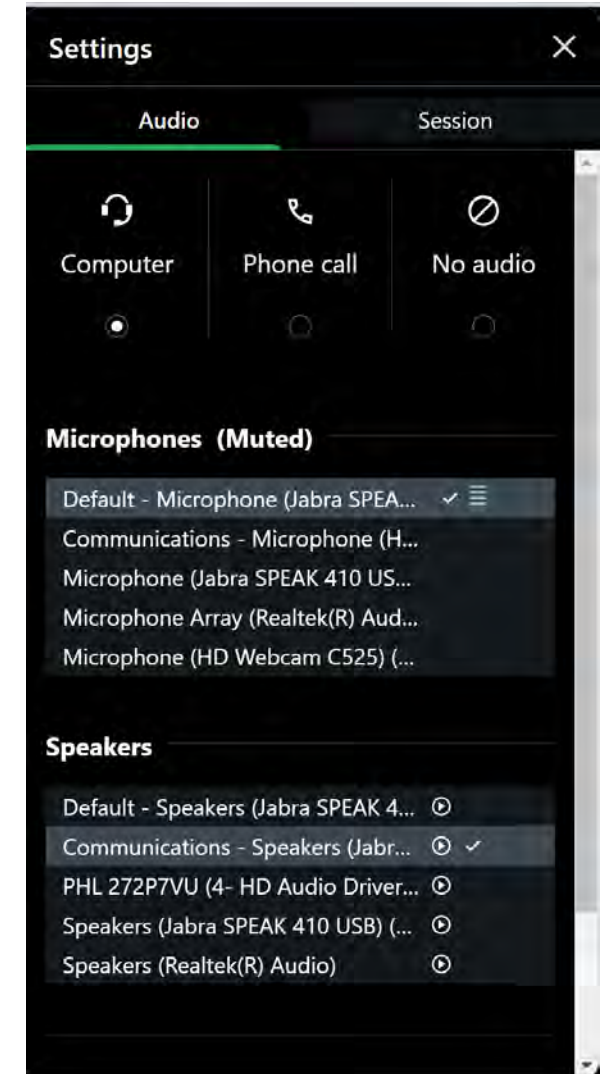 Settings
Audio Session
Computer Phone call No audio
Microphones (Muted)
Default - Microphone (Jabra SPEA...
Communications - Microphone (H...
Microphone (Jabra SPEAK 410 US...
Microphone Array (Realtek(R) Aud...
Microphone (HD Webcam C525) (...
Speakers
Default - Speakers (Jabra SPEAK 4...
Communications - Speakers (Jabr...
PHL 272P7VU (4- HD Audio Driver...
Speakers (Jabra SPEAK 410 USB) (...
Speakers (Realtek(R) Audio)